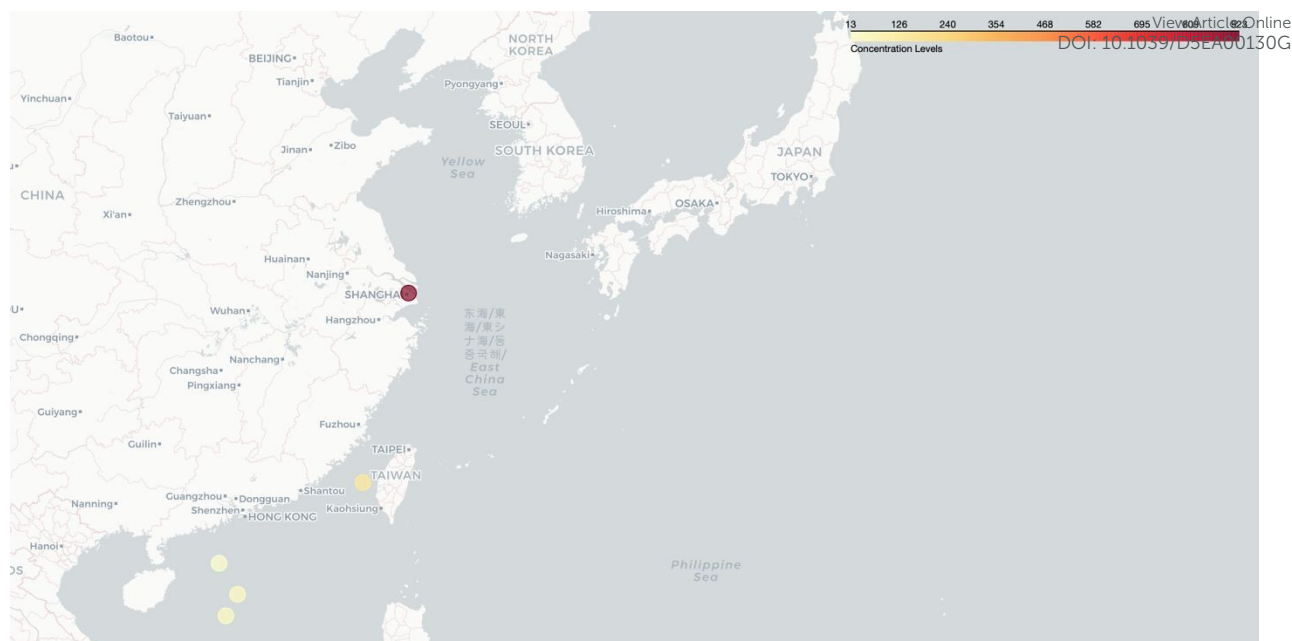 View Article Online
DOI: 10.1039/D5EA00130G
13 126 240 354 468 582 695 809 923
Concentration Levels
Baotou
NORTH
KOREA
BEIJING
Tianjin
Pyongyang
Yinchuan
Taiyuan
SEOUL
Jinan
Zibo
SOUTH KOREA
JAPAN
Yellow
Sea
TOKYO
CHINA
Zhengzhou
OSAKA
Xi'an
Hiroshima
Nagasaki
Huainan
Nanjing
SHANGHA
U
Wuhan
Hangzhou
东海/東
海/東シ
ナ海/동
중국해/
East
China
Sea
Chongqing
Nanchang
Changsha
Pingxiang
Guiyang
Fuzhou
Guilin
TAIPEI
TAIWAN
Shantou
Guangzhou
Dongguan
Nanning
Shenzhen
HONG KONG
Kaohsiung
Hanoi
OS
Philippine
Sea